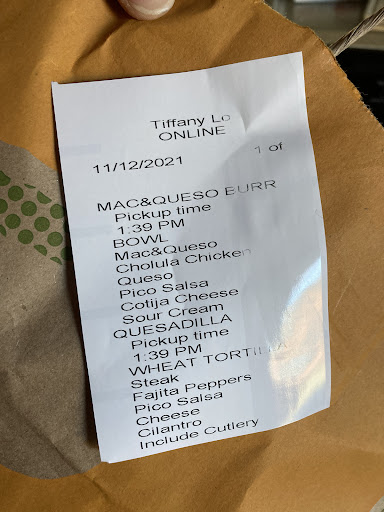 Tiffany Lo
ONLINE
11/12/2021 1 of
MAC&QUESO BURR
Pickup time
1:39 PM
BOWL
Mac&Queso
Cholula Chicken
Queso
Pico Salsa
Cotija Cheese
Sour Cream
QUESADILLA
Pickup time
1:39 PM
WHEAT TORTILLA
Steak
Fajita Peppers
Pico Salsa
Cheese
Cilantro
Include Cutlery